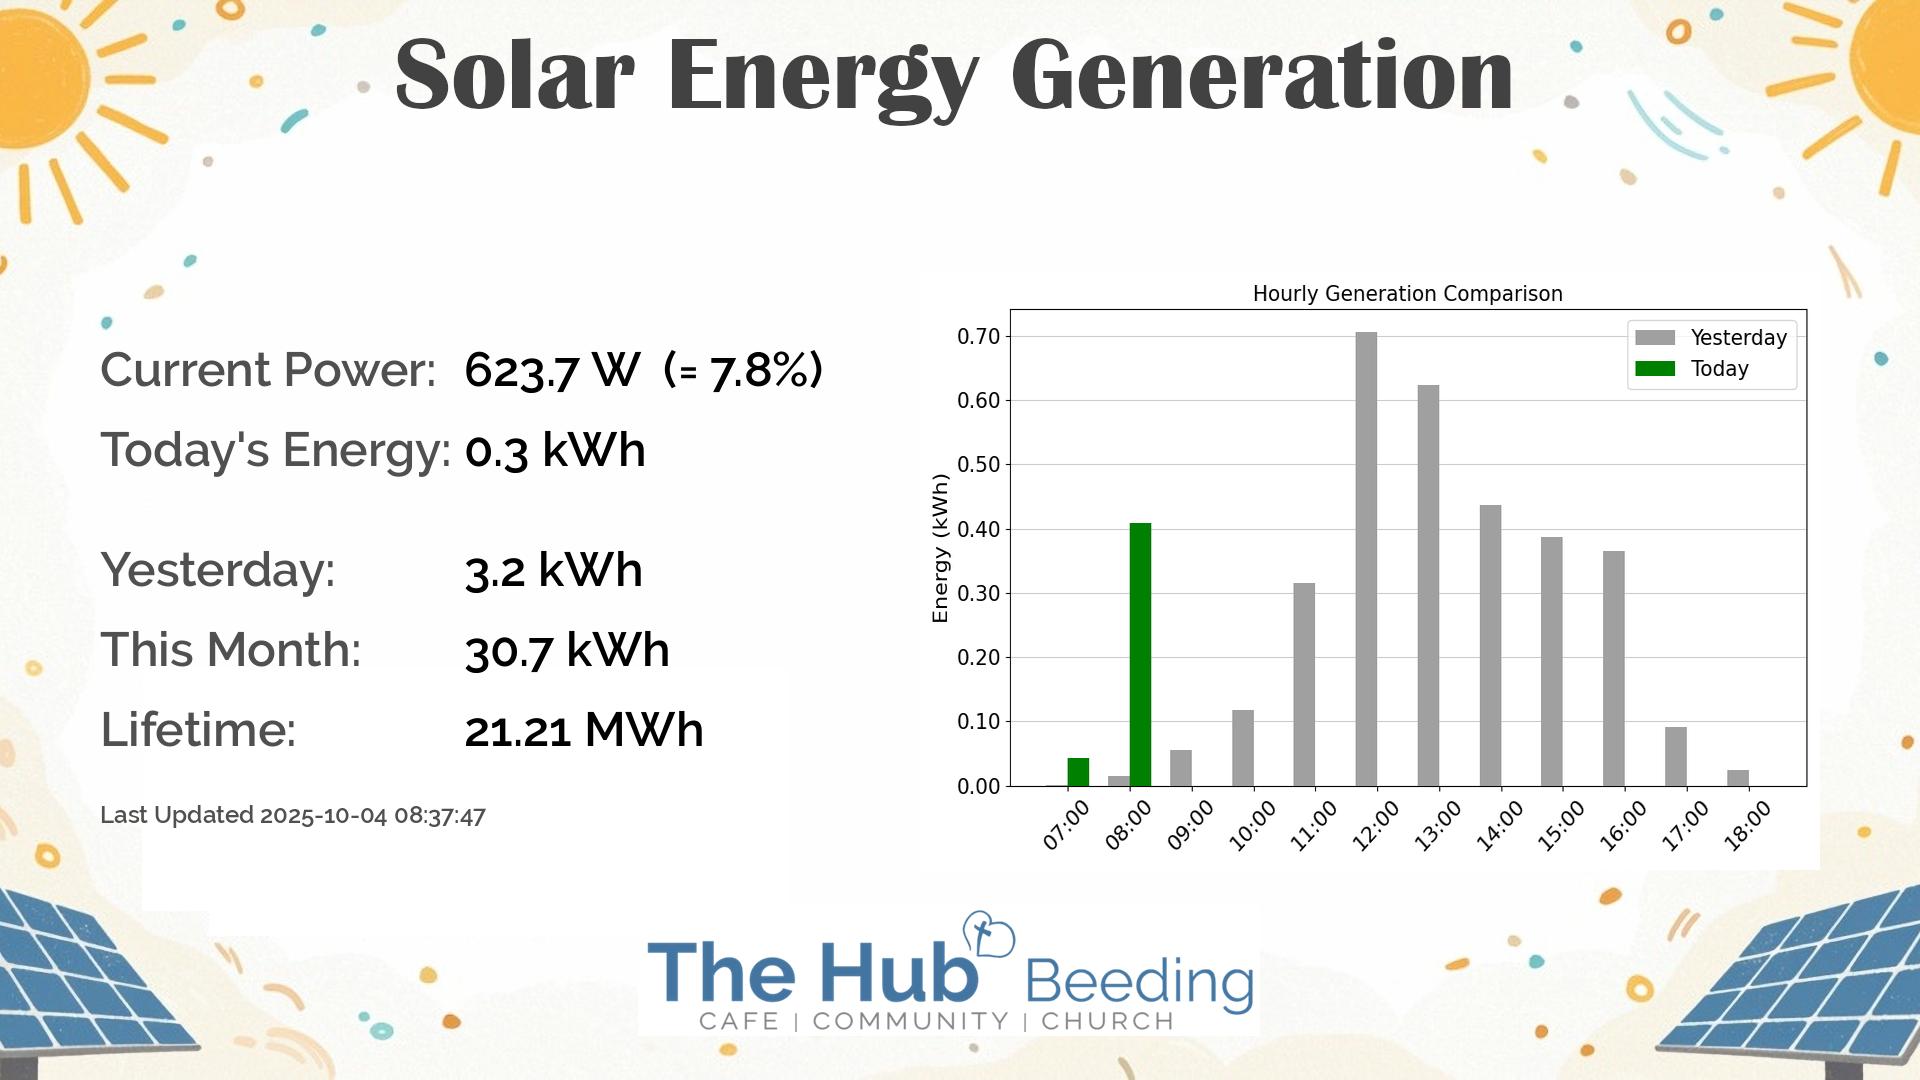 Solar Energy Generation
Current Power: 623.7 W (= 7.8%)
Today's Energy: 0.3 kWh
Yesterday: 3.2 kWh
This Month: 30.7 kWh
Lifetime: 21.21 MWh
Last Updated 2025-10-04 08:37:47
Hourly Generation Comparison
Yesterday
Today
Energy (kWh)
0.70
0.60
0.50
0.40
0.30
0.20
0.10
0.00
07:00 08:00 09:00 10:00 11:00 12:00 13:00 14:00 15:00 16:00 17:00 18:00
The Hub Beeding
CAFE | COMMUNITY | CHURCH